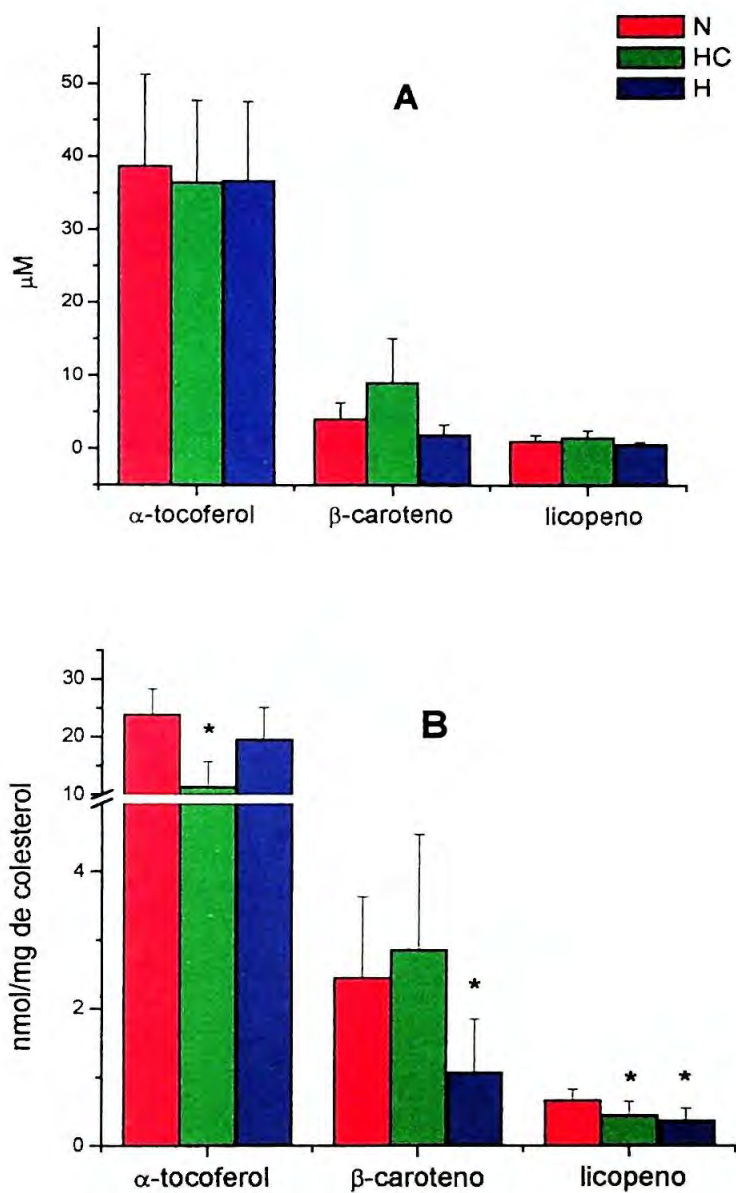 N
HC
H
A
50
40
30
20
10
0
μM
α-tocoferol β-caroteno licopeno
B
30
20
10
4
2
0
nmol/mg de colesterol
*
*
* *
α-tocoferol β-caroteno licopeno